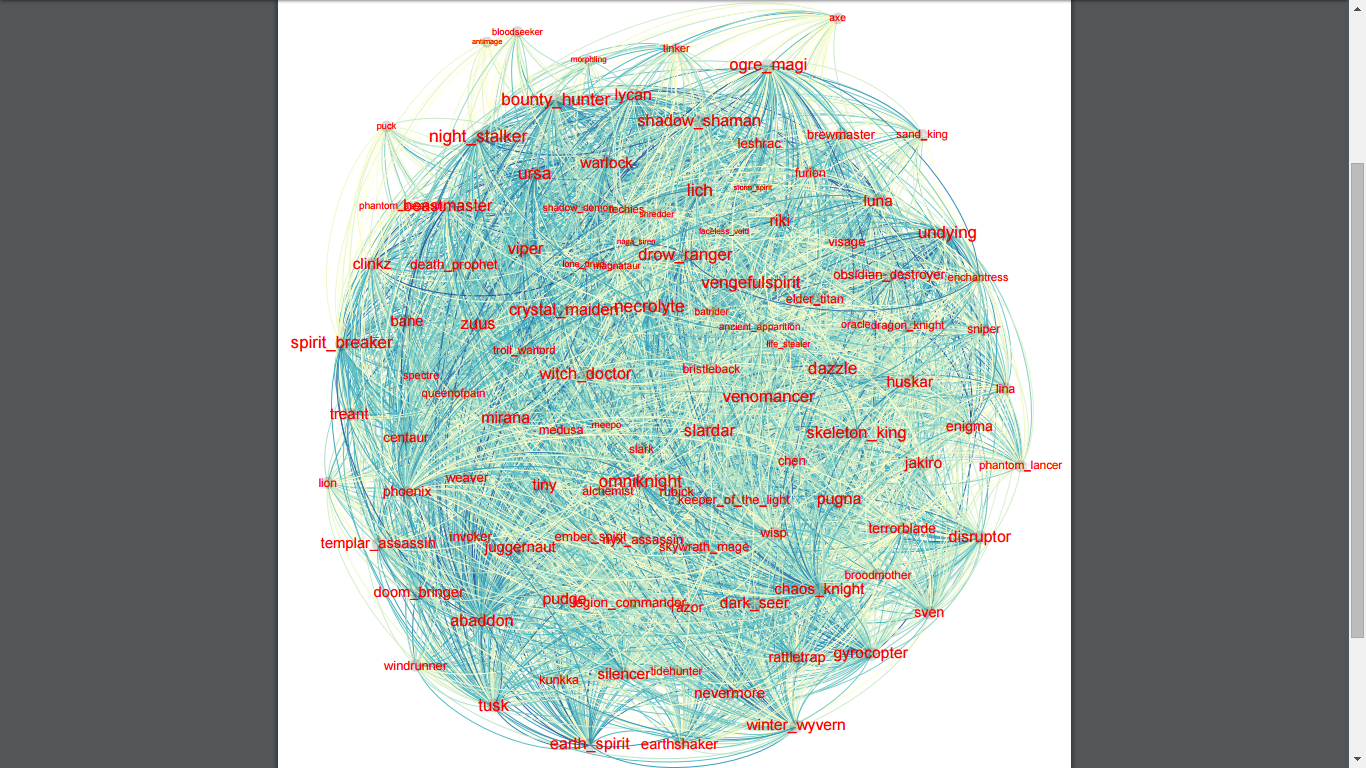 axe
bloodseeker
antimage
tinker
morphling
ogre_magi
lycan
bounty_hunter
shadow_shaman
puck
night_stalker
brewmaster
sand_king
leshrac
warlock
ursa
furion
lich
storm_spirit
luna
phantom_
beastmaster
shadow_demon
techies
shredder
riki
faceless_void
undying
naga_siren
visage
viper
drow_ranger
clinkz
death_prophet
lone_druid
magnataur
obsidian_destroyer
enchantress
vengefulspirit
elder_titan
crystal_maiden
necrolyte
batrider
bane
zuus
ancient_apparition
oracle
dragon_knight
sniper
spirit_breaker
troll_warlord
life_stealer
spectre
witch_doctor
bristleback
dazzle
huskar
queenofpain
lina
venomancer
treant
mirana
medusa
meepo
slardar
skeleton_king
enigma
centaur
slark
chen
jakiro
phantom_lancer
lion
phoenix
weaver
tiny
omniknight
alchemist
rubick
keeper_of_the_light
pugna
templar_assassin
invoker
juggernaut
ember_spirit
nyx_assassin
skywrath_mage
wisp
terrorblade
disruptor
broodmother
doom_bringer
pudge
legion_commander
razor
dark_seer
chaos_knight
sven
abaddon
windrunner
kunkka
silencer
tidehunter
rattletrap
gyrocopter
tusk
nevermore
winter_wyvern
earth_spirit
earthshaker